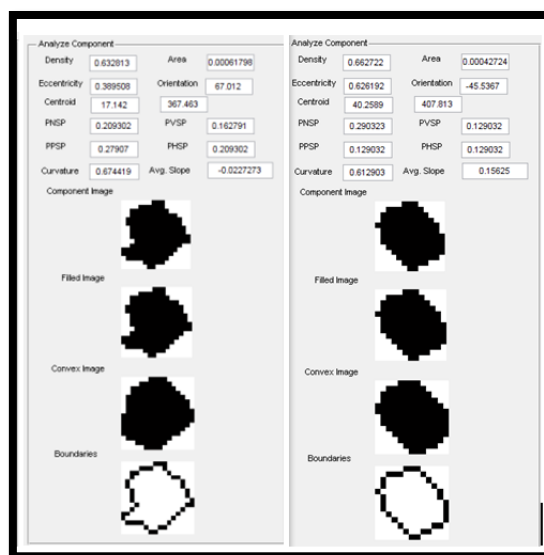 Analyze Component
Density 0.632813 Area 0.00061798
Eccentricity 0.389508 Orientation 67.012
Centroid 17.142 367.463
PNSP 0.209302 PVSP 0.162791
PPSP 0.27907 PHSP 0.209302
Curvature 0.674419 Avg. Slope -0.0227273
Component Image
Filled Image
Convex Image
Boundaries
Analyze Component
Density 0.662722 Area 0.00042724
Eccentricity 0.626192 Orientation -45.5367
Centroid 40.2589 407.813
PNSP 0.290323 PVSP 0.129032
PPSP 0.129032 PHSP 0.129032
Curvature 0.612903 Avg. Slope 0.15625
Component Image
Filled Image
Convex Image
Boundaries